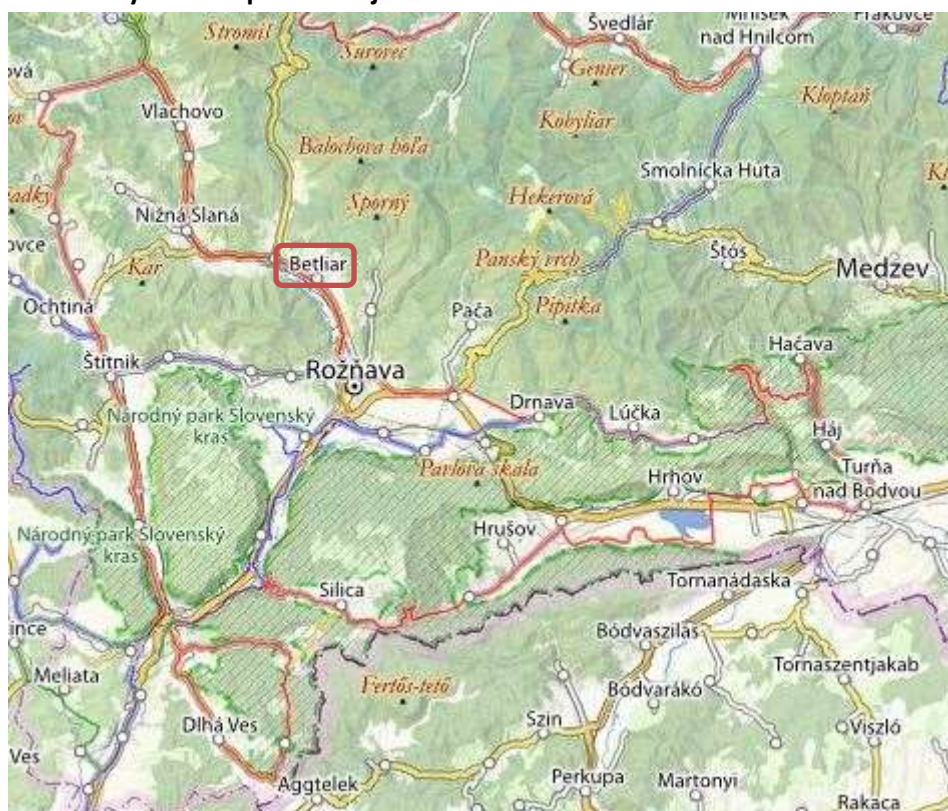 Stromiš
Surovec
Švedlár
nad Hnilcom
Genier
Kloptaň
Vlachovo
Kobyliar
Balochova hoľa
Smolnícka Huta
Sporný
Hekerová
Nižná Slaná
Štós
Betliar
Panský vrch
Medzev
Kar
Ochtiná
Pača
Pipitka
Hačava
Štítnik
Rožňava
Drnava
Lúčka
Národný park Slovenský
kras
Háj
Pavlova skala
Hrhov
Turňa
nad Bodvou
Národný park Slovenský
kras
Hrušov
Silica
Tornanádaska
Bódvaszilas
Meliata
Tornaszentjakab
Fertős-tető
Bódvarákó
Dlhá Ves
Szin
Viszló
Ves
Aggtelek
Perkupa
Martonyi
Rakaca